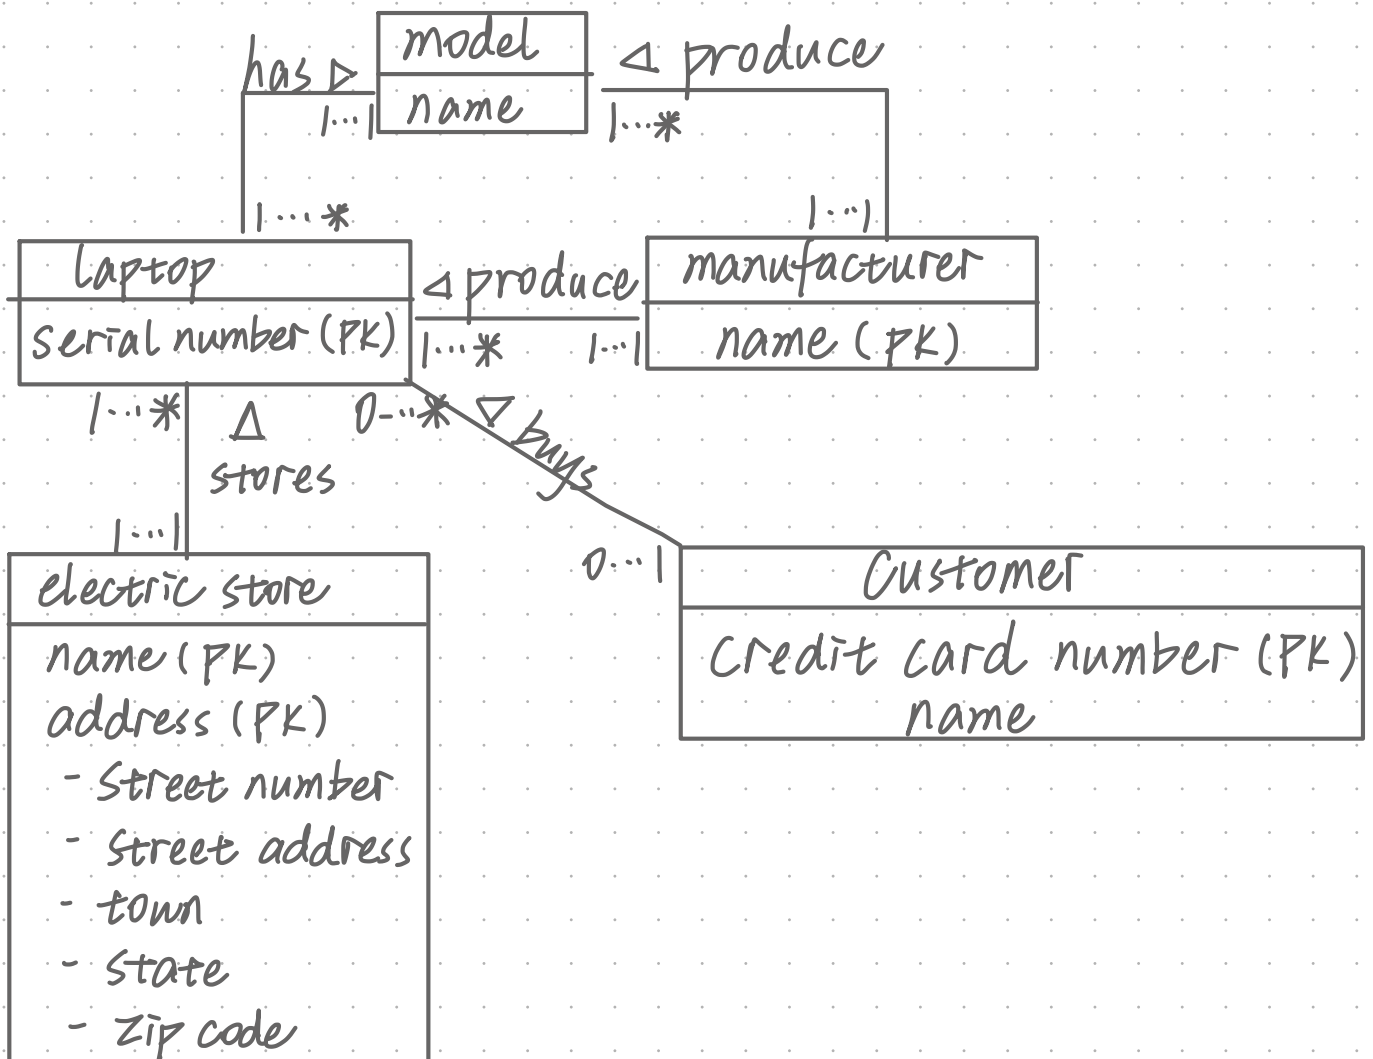 model
has ▷
◁ produce
name
1...1
1...*
1...*
1...1
laptop
◁ produce
manufacturer
serial number (PK)
name (PK)
1...*
1...1
1...*
△
stores
0...*
▽ buys
1...1
0...1
electric store
Customer
name (PK)
credit card number (PK)
address (PK)
name
- Street number
- Street address
- town
- State
- Zip code